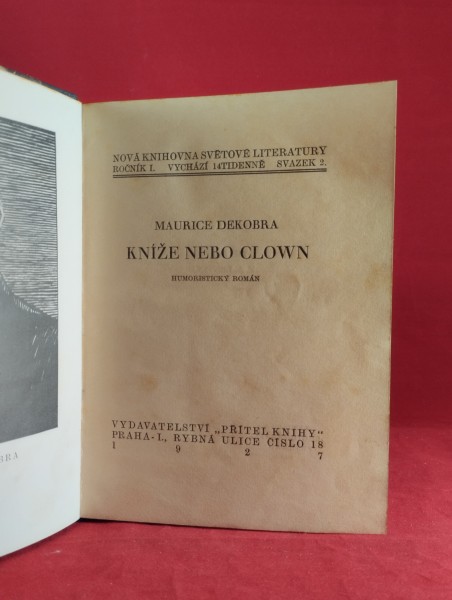 NOVÁ KNIHOVNA SVĚTOVÉ LITERATURY
ROČNÍK I. VYCHÁZÍ 14TIDENNĚ SVAZEK 2.
MAURICE DEKOBRA
KNÍŽE NEBO CLOWN
HUMORISTICKÝ ROMÁN
VYDAVATELSTVÍ „PŘÍTEL KNIHY“
PRAHA-I., RYBNÁ ULICE ČÍSLO 18
1 9 2 7
BRA